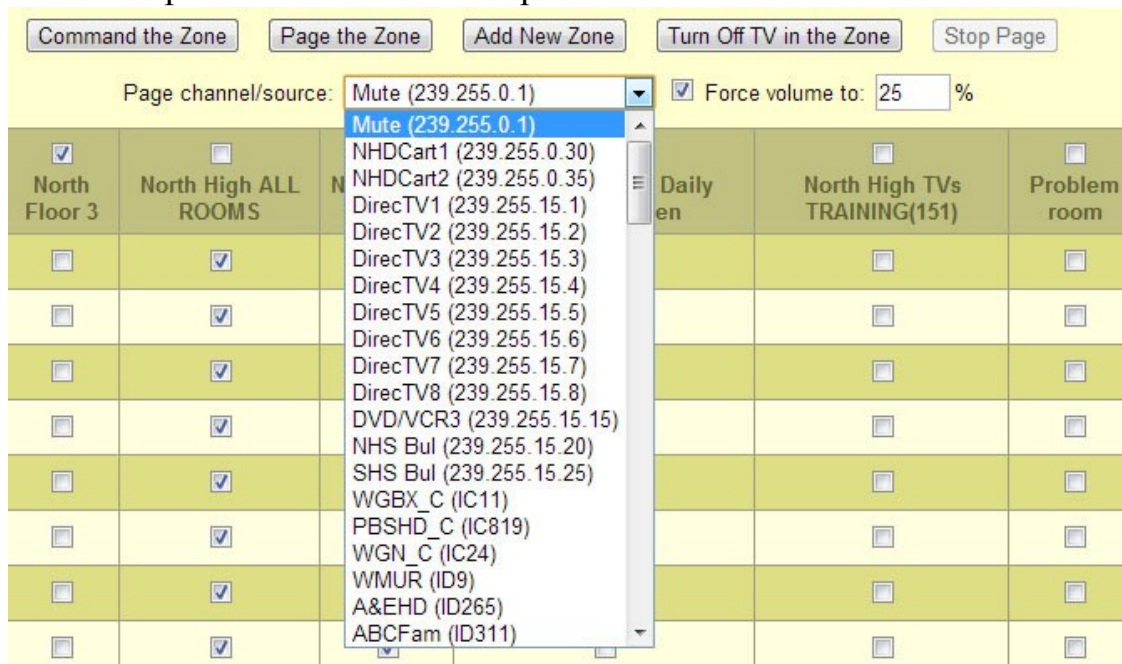 Command the Zone Page the Zone Add New Zone Turn Off TV in the Zone Stop Page
Page channel/source: Mute (239.255.0.1) Force volume to: 25 %
Mute (239.255.0.1)
NHDCart1 (239.255.0.30)
NHDCart2 (239.255.0.35)
DirecTV1 (239.255.15.1)
DirecTV2 (239.255.15.2)
DirecTV3 (239.255.15.3)
DirecTV4 (239.255.15.4)
DirecTV5 (239.255.15.5)
DirecTV6 (239.255.15.6)
DirecTV7 (239.255.15.7)
DirecTV8 (239.255.15.8)
DVD/VCR3 (239.255.15.15)
NHS Bul (239.255.15.20)
SHS Bul (239.255.15.25)
WGBX_C (IC11)
PBSHD_C (IC819)
WGN_C (IC24)
WMUR (ID9)
A&EHD (ID265)
ABCFam (ID311)
North
Floor 3
North High ALL
ROOMS
Daily
North High TVs
TRAINING(151)
Problem
room